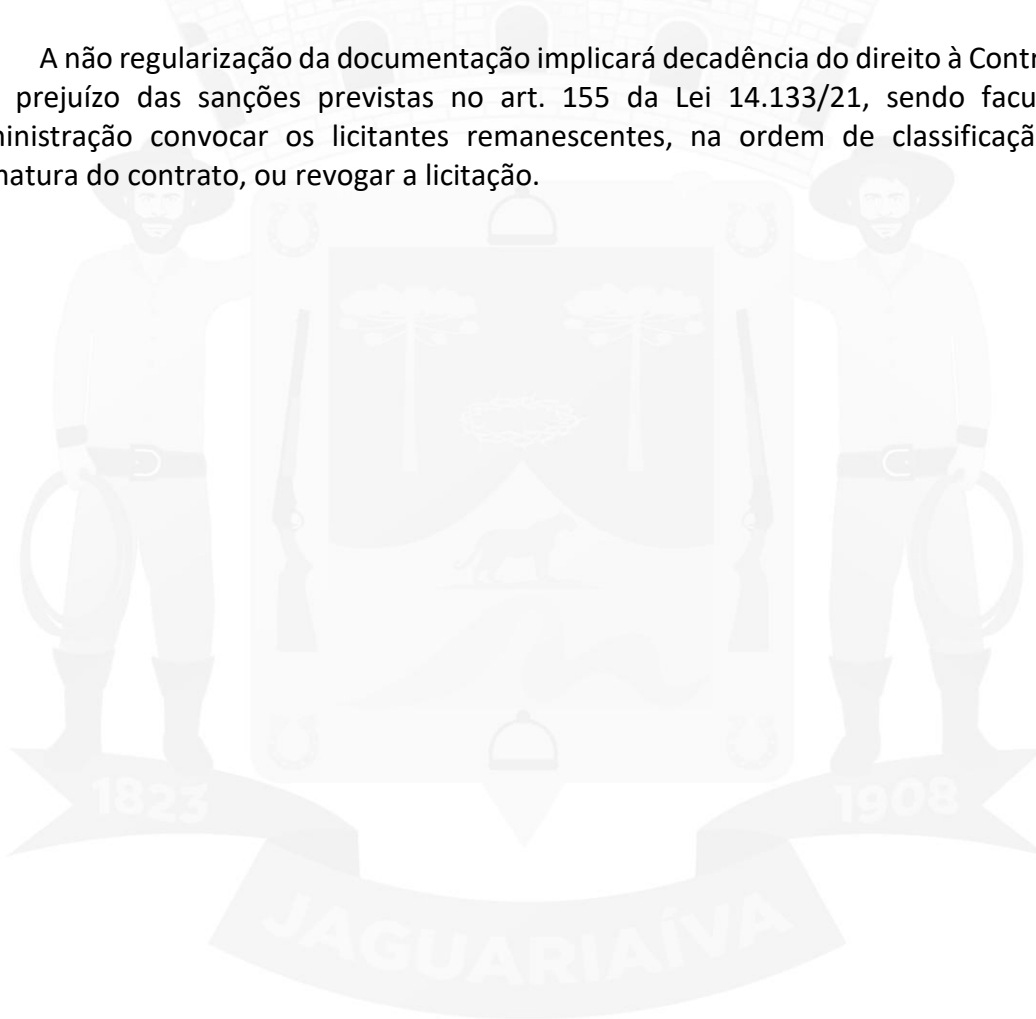 A não regularização da documentação implicará decadência do direito à Contr
prejuízo das sanções previstas no art. 155 da Lei 14.133/21, sendo facu
ministração convocar os licitantes remanescentes, na ordem de classificaçã
natura do contrato, ou revogar a licitação.
1823
1908
JAGUARIAÍVA